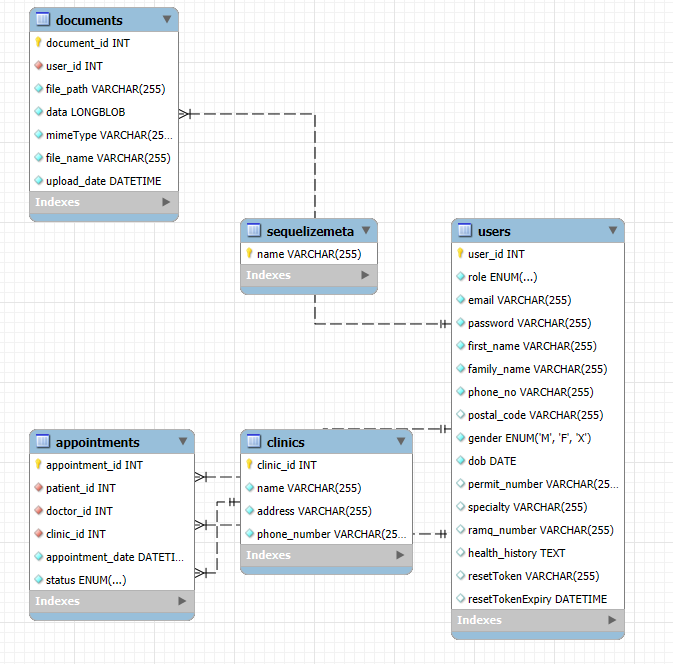 documents
document_id INT
user_id INT
file_path VARCHAR(255)
data LONGBLOB
mimeType VARCHAR(25...
file_name VARCHAR(255)
upload_date DATETIME
Indexes
sequelizemeta
name VARCHAR(255)
Indexes
users
user_id INT
role ENUM(...)
email VARCHAR(255)
password VARCHAR(255)
first_name VARCHAR(255)
family_name VARCHAR(255)
phone_no VARCHAR(255)
postal_code VARCHAR(255)
gender ENUM('M', 'F', 'X')
dob DATE
permit_number VARCHAR(25...
specialty VARCHAR(255)
ramq_number VARCHAR(255)
health_history TEXT
resetToken VARCHAR(255)
resetTokenExpiry DATETIME
Indexes
appointments
appointment_id INT
patient_id INT
doctor_id INT
clinic_id INT
appointment_date DATETI...
status ENUM(...)
Indexes
clinics
clinic_id INT
name VARCHAR(255)
address VARCHAR(255)
phone_number VARCHAR(25...
Indexes